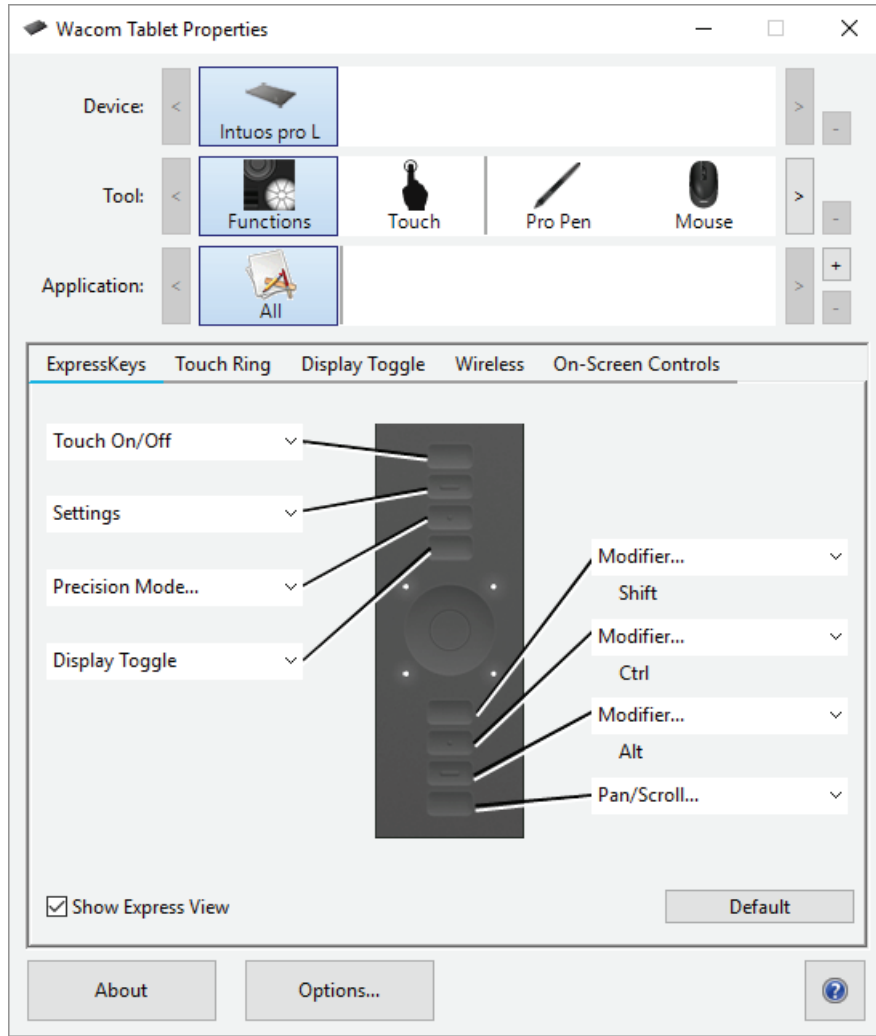 Wacom Tablet Properties
Device:
<
Intuos pro L
>
-
Tool:
<
Functions
Touch
Pro Pen
Mouse
>
-
Application:
<
All
>
+
-
ExpressKeys Touch Ring Display Toggle Wireless On-Screen Controls
Touch On/Off
Settings
Precision Mode...
Display Toggle
Modifier...
Shift
Modifier...
Ctrl
Modifier...
Alt
Pan/Scroll...
Show Express View
Default
About
Options...
?